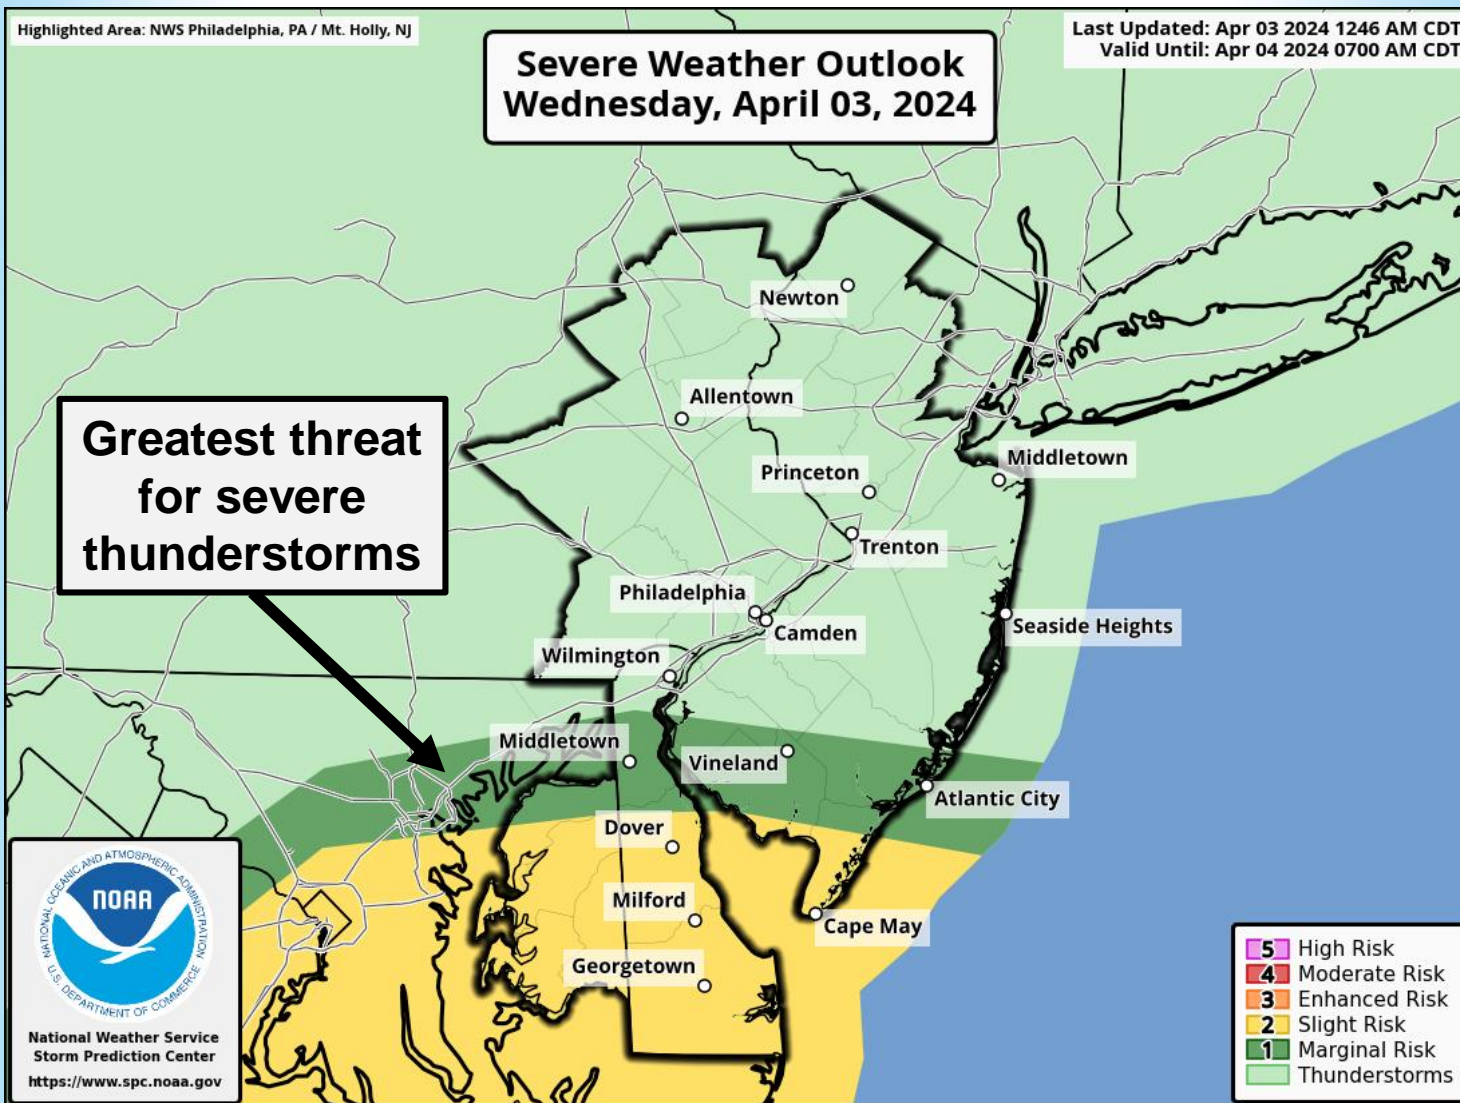 Highlighted Area: NWS Philadelphia, PA / Mt. Holly, NJ
Last Updated: Apr 03 2024 1246 AM CDT
Valid Until: Apr 04 2024 0700 AM CDT
Severe Weather Outlook
Wednesday, April 03, 2024
Newton
Allentown
Greatest threat
for severe
thunderstorms
Middletown
Princeton
Trenton
Philadelphia
Camden
Seaside Heights
Wilmington
Middletown
Vineland
Atlantic City
Dover
Milford
Cape May
Georgetown
NATIONAL OCEANIC AND ATMOSPHERIC ADMINISTRATION
NOAA
U.S. DEPARTMENT OF COMMERCE
National Weather Service
Storm Prediction Center
https://www.spc.noaa.gov
5 High Risk
4 Moderate Risk
3 Enhanced Risk
2 Slight Risk
1 Marginal Risk
Thunderstorms